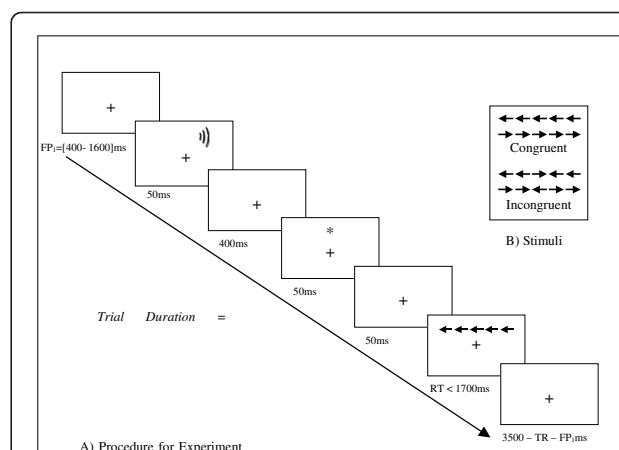 FP₁=[400- 1600]ms
50ms
400ms
*
50ms
50ms
RT < 1700ms
3500 – TR – FP₁ms
Trial Duration =
A) Procedure for Experiment
Congruent
Incongruent
B) Stimuli